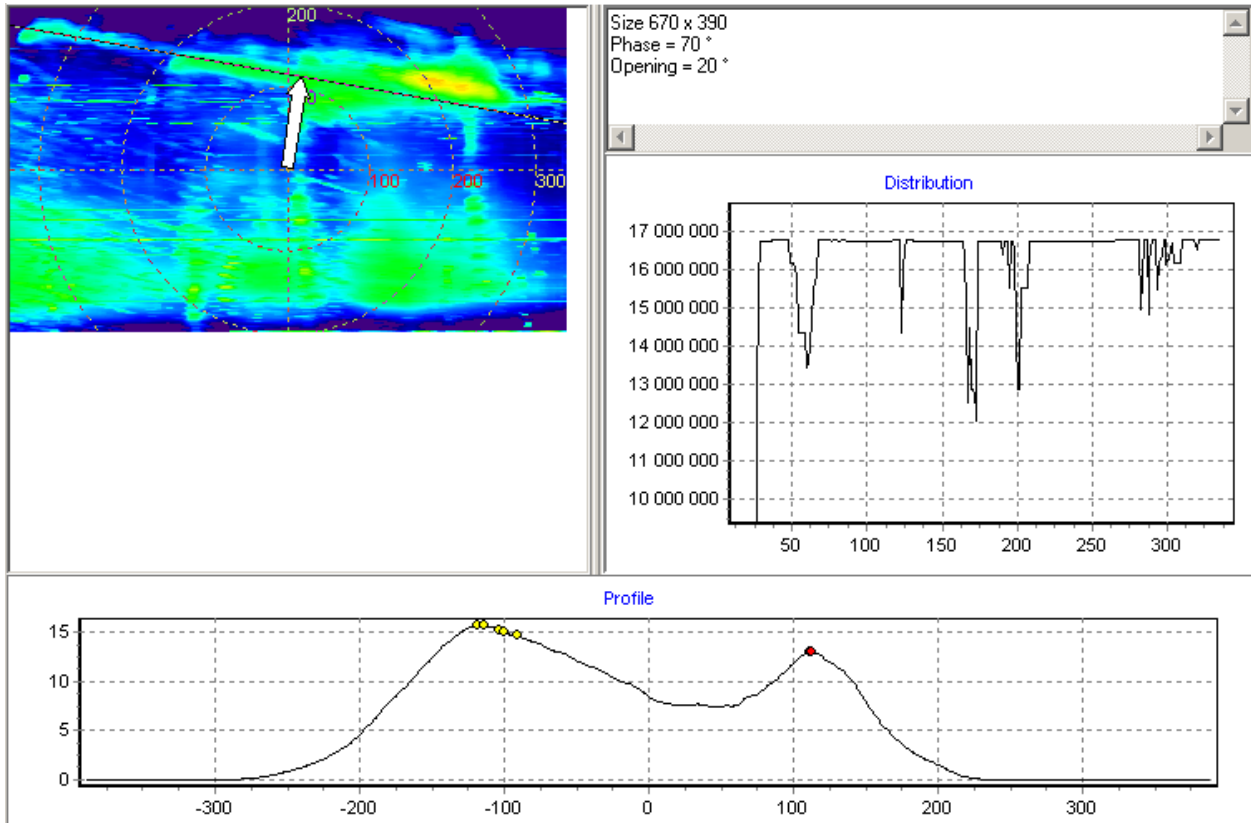 200
0
100
200
300
Size 670 x 390
Phase = 70 °
Opening = 20 °
Distribution
17 000 000
16 000 000
15 000 000
14 000 000
13 000 000
12 000 000
11 000 000
10 000 000
50 100 150 200 250 300
Profile
15
10
5
0
-300 -200 -100 0 100 200 300